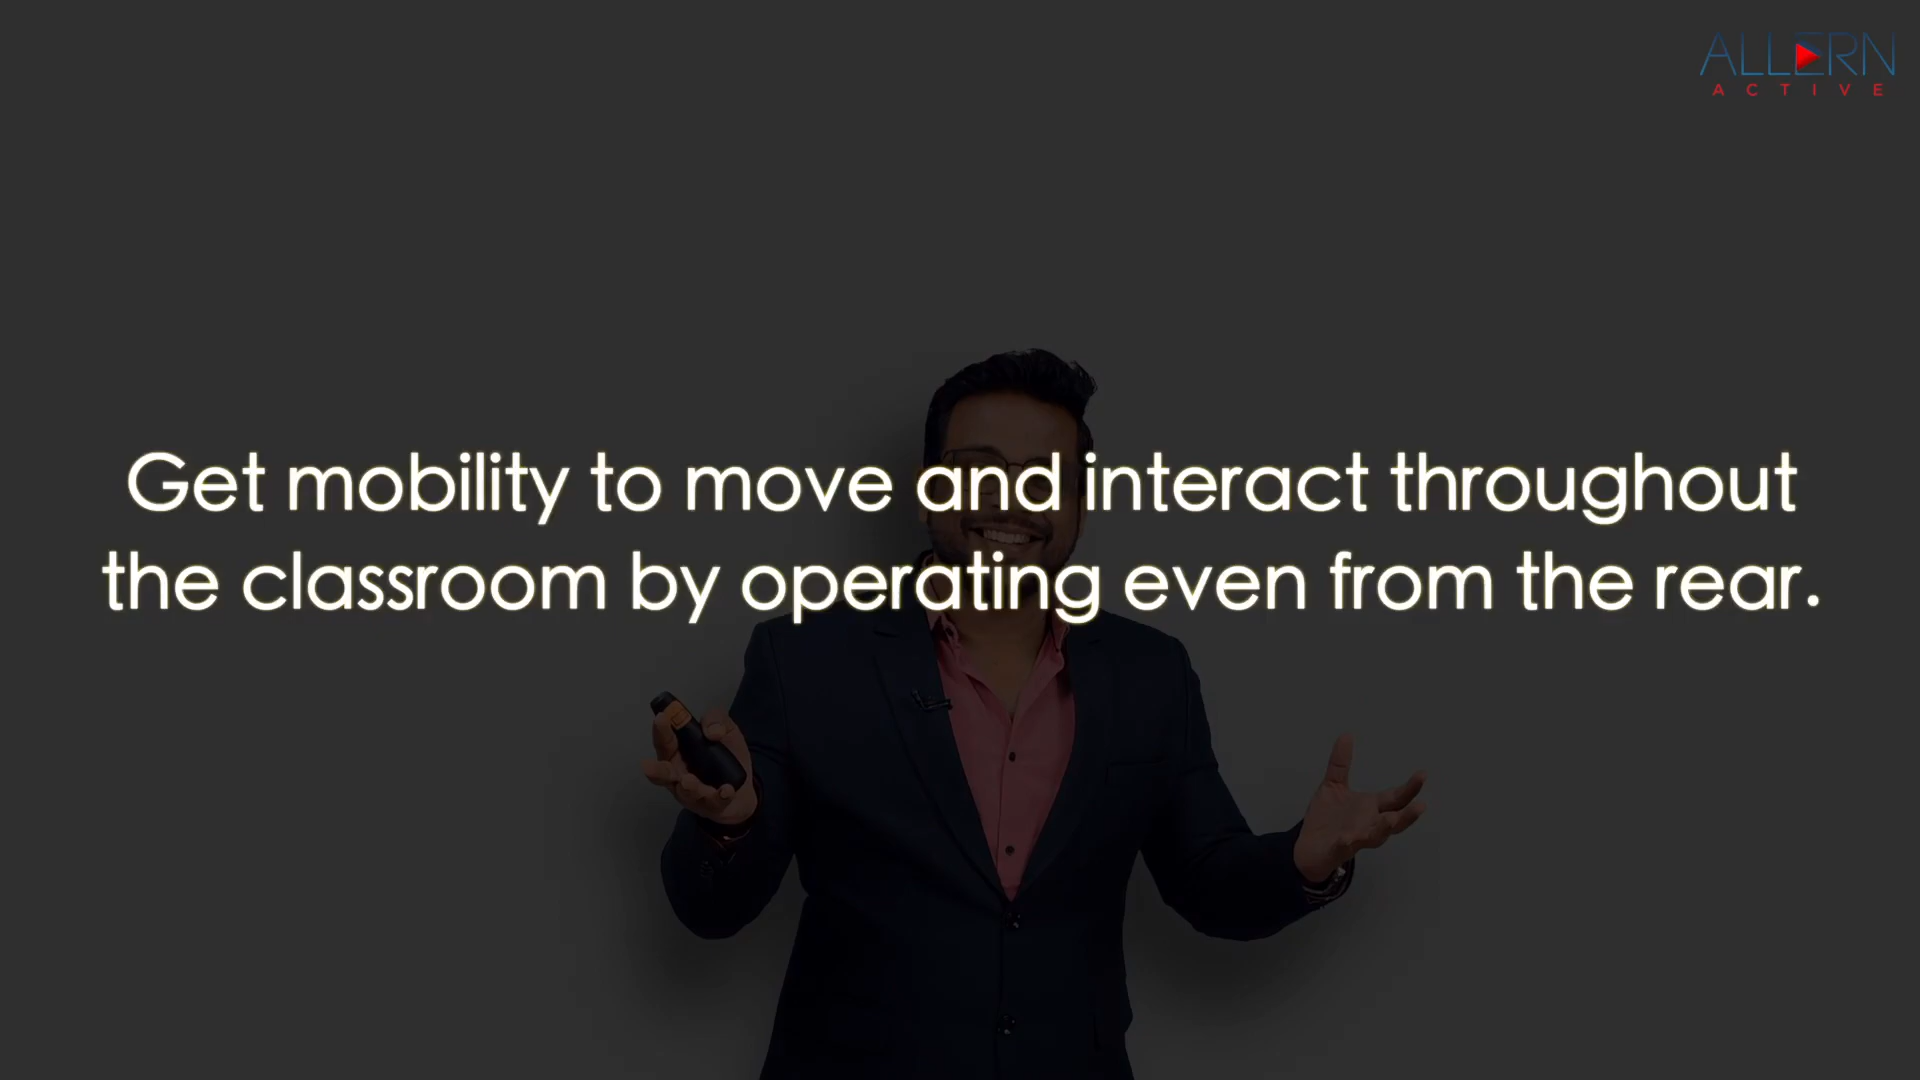 ALLERN
ACTIVE
Get mobility to move and interact throughout
the classroom by operating even from the rear.